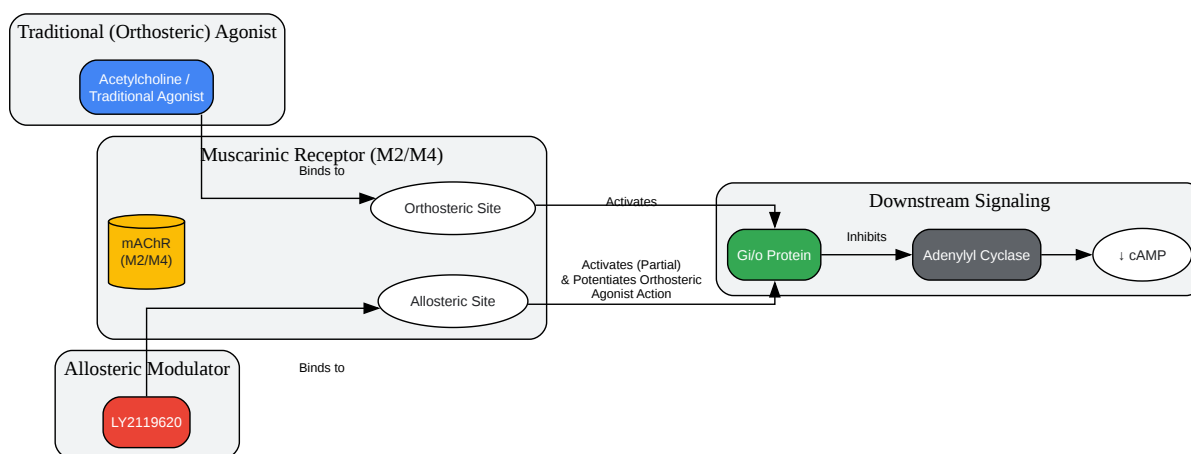 Traditional (Orthosteric) Agonist
Acetylcholine /
Traditional Agonist
Muscarinic Receptor (M2/M4)
Binds to
Orthosteric Site
mAChR
(M2/M4)
Allosteric Site
Activates
Activates (Partial)
& Potentiates Orthosteric
Agonist Action
Downstream Signaling
Gi/o Protein
Inhibits
Adenylyl Cyclase
↓ cAMP
Allosteric Modulator
Binds to
LY2119620